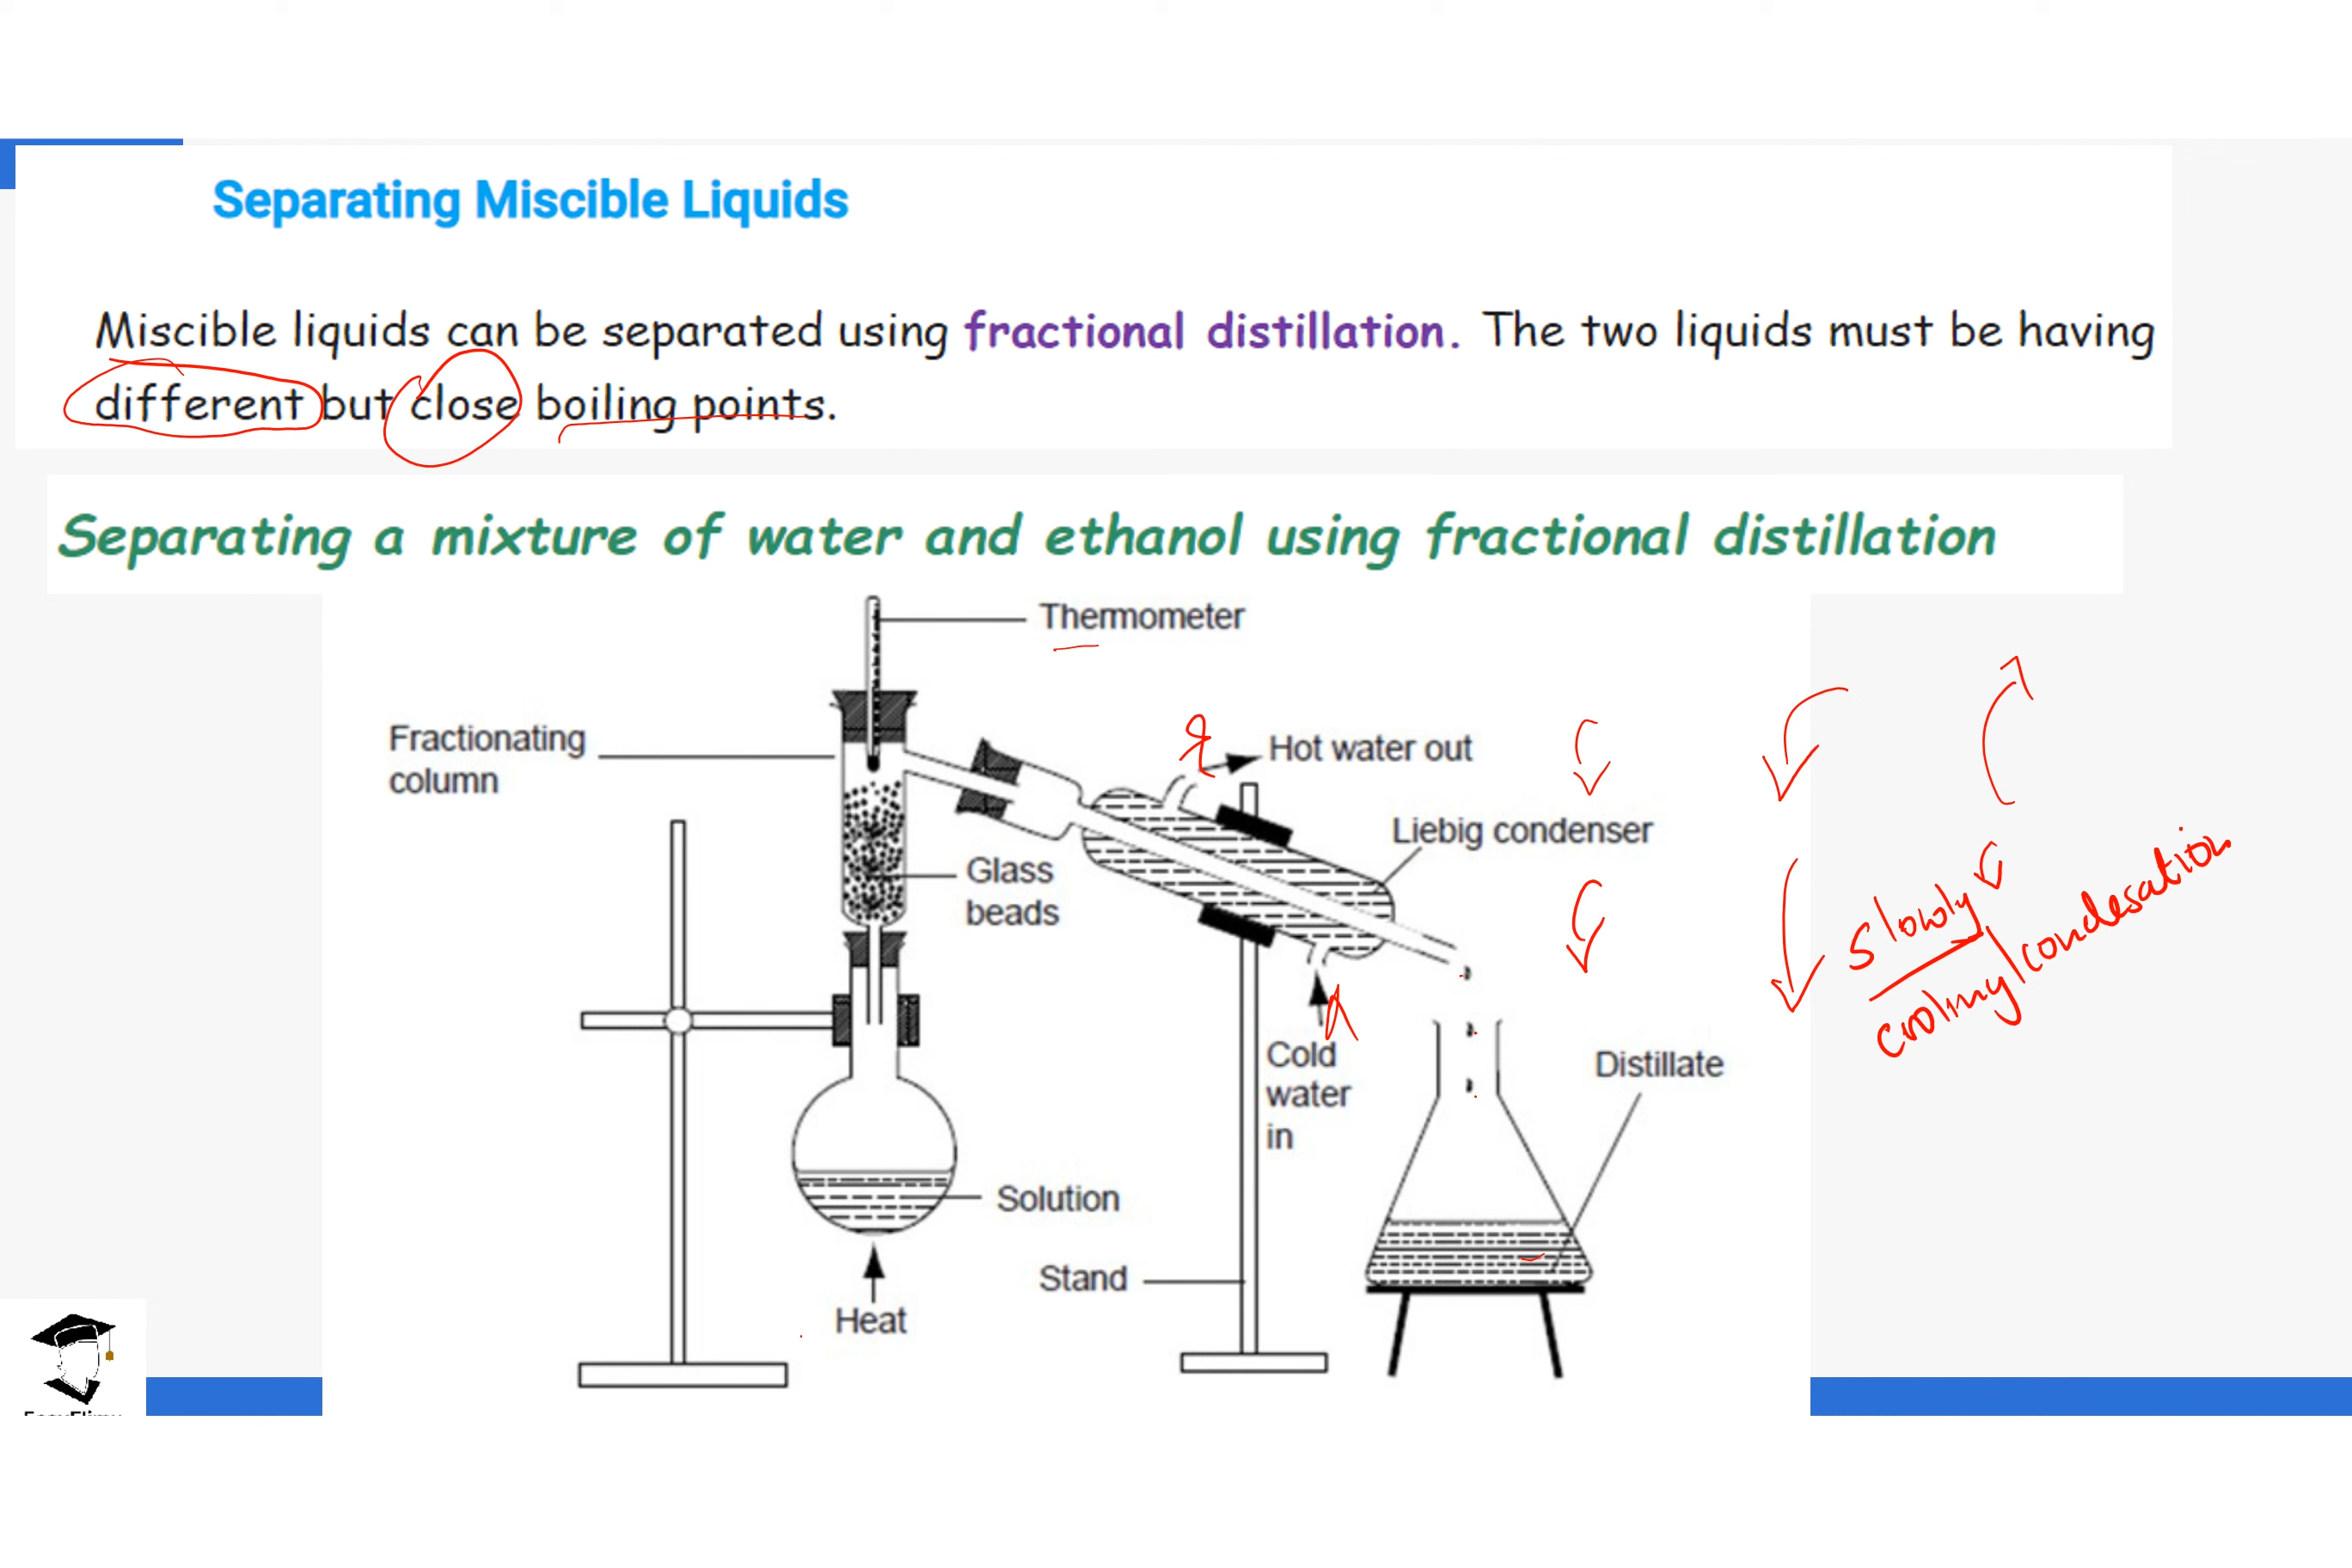 Separating Miscible Liquids
Miscible liquids can be separated using fractional distillation. The two liquids must be having
different but close boiling points.
Separating a mixture of water and ethanol using fractional distillation
Thermometer
Fractionating
column
Hot water out
Liebig condenser
Glass
beads
slowly
cooling/condesation
Cold
water
in
Distillate
Solution
Stand
Heat